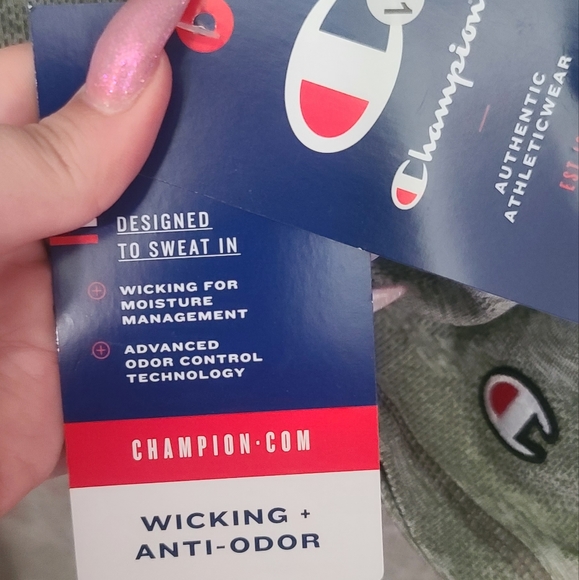 1
Champion
AUTHENTIC
ATHLETICWEAR
DESIGNED
TO SWEAT IN
WICKING FOR
MOISTURE
MANAGEMENT
ADVANCED
ODOR CONTROL
TECHNOLOGY
CHAMPION·COM
WICKING +
ANTI-ODOR